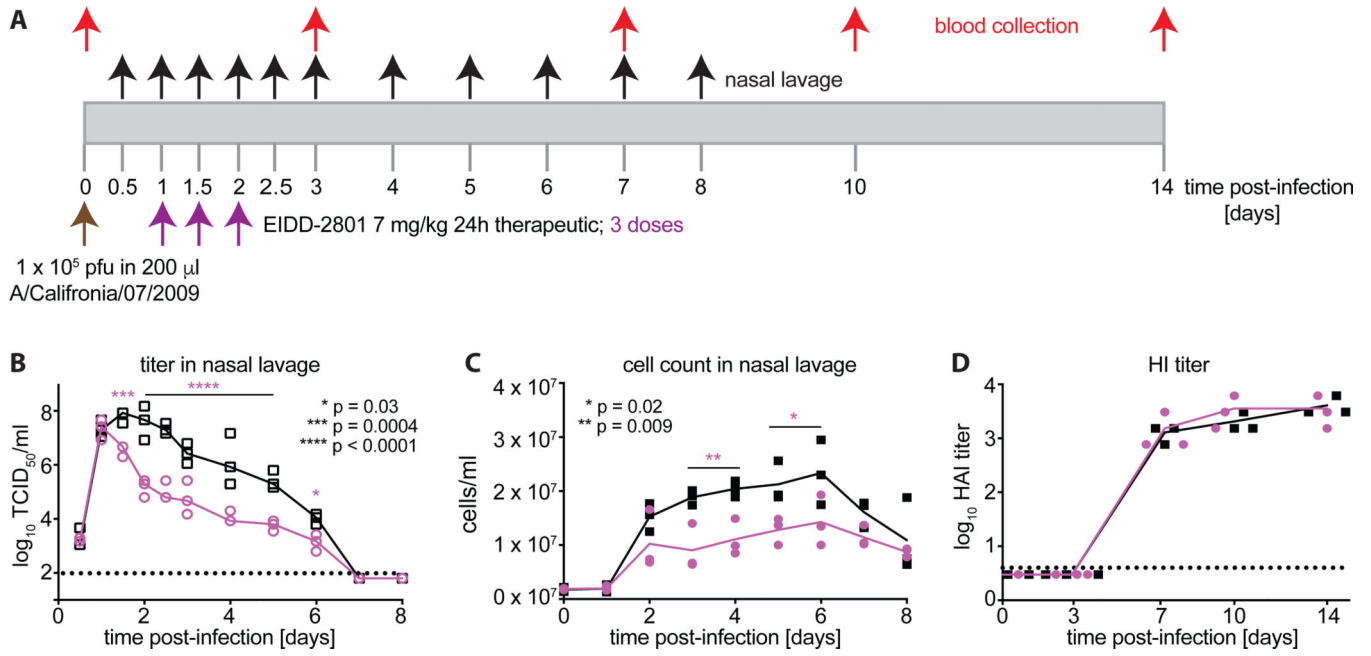 A
blood collection
nasal lavage
0 0.5 1 1.5 2 2.5 3 4 5 6 7 8 10 14 time post-infection
[days]
EIDD-2801 7 mg/kg 24h therapeutic; 3 doses
1 x 10⁵ pfu in 200 µl
A/Califronia/07/2009
B titer in nasal lavage
*** ****
* p = 0.03
*** p = 0.0004
**** p < 0.0001
*
8
6
4
2
log₁₀ TCID₅₀/ml
0 2 4 6 8
time post-infection [days]
C cell count in nasal lavage
* p = 0.02
** p = 0.009
*
**
4 x 10⁷
3 x 10⁷
2 x 10⁷
1 x 10⁷
0 x 10⁷
cells/ml
0 1 2 3 4 5 6 7 8
time post-infection [days]
D HI titer
4
3
2
1
0
log₁₀ HAI titer
0 3 7 10 14
time post-infection [days]